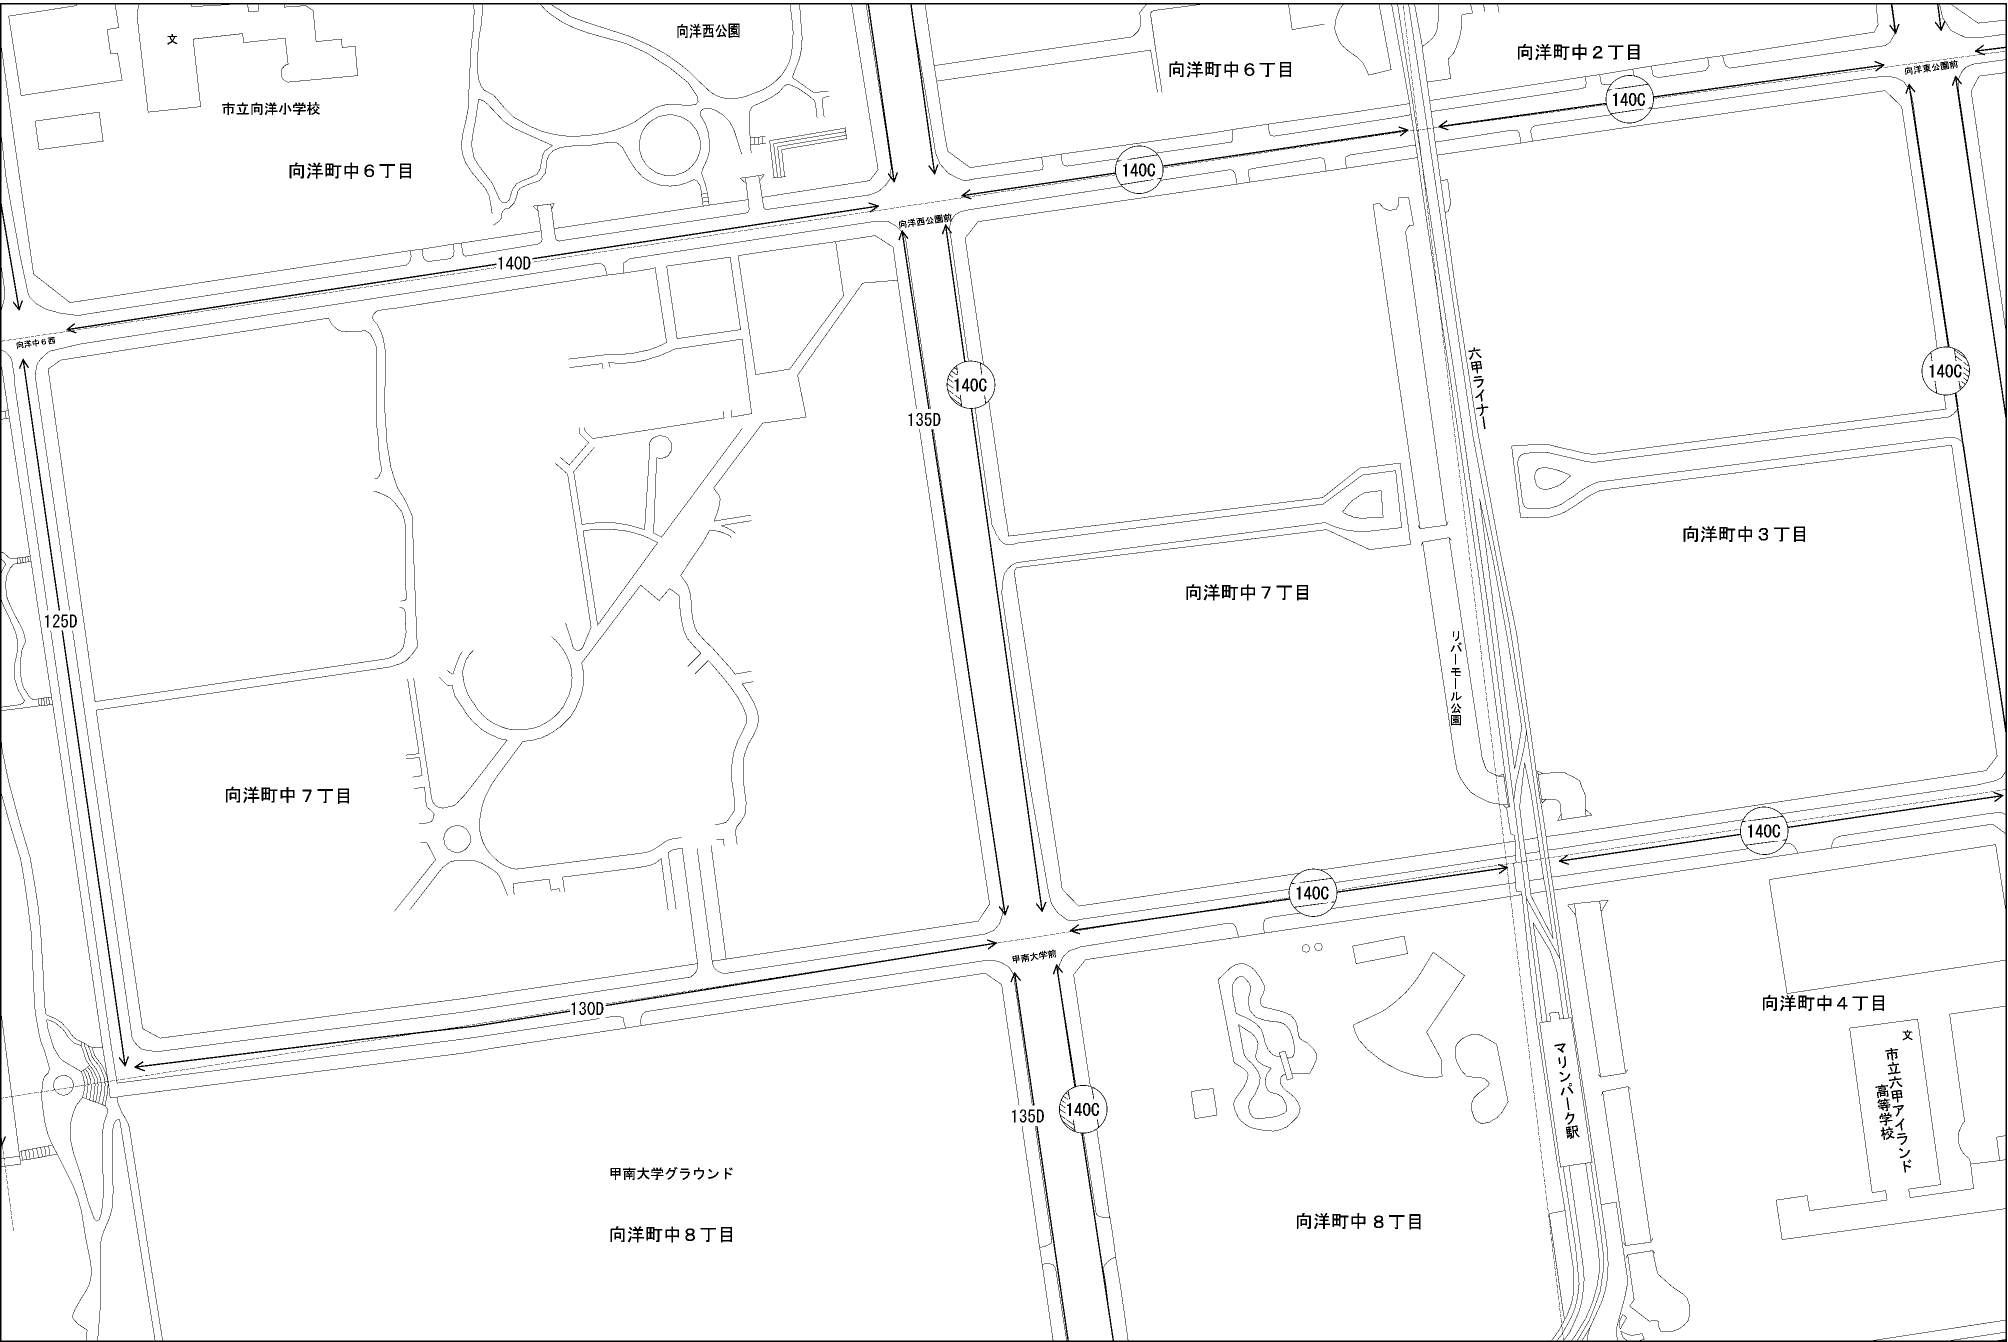 向洋西公園
文
市立向洋小学校
向洋町中６丁目
向洋町中６丁目
向洋町中２丁目
向洋東公園前
140C
140C
140D
向洋西公園前
向洋中６西
140C
135D
140C
六甲ライナー
向洋町中３丁目
向洋町中７丁目
125D
リバーモール公園
向洋町中７丁目
140C
140C
130D
甲南大学前
向洋町中４丁目
文
市立六甲アイランド
高等学校
マリンパーク駅
135D
140C
甲南大学グラウンド
向洋町中８丁目
向洋町中８丁目